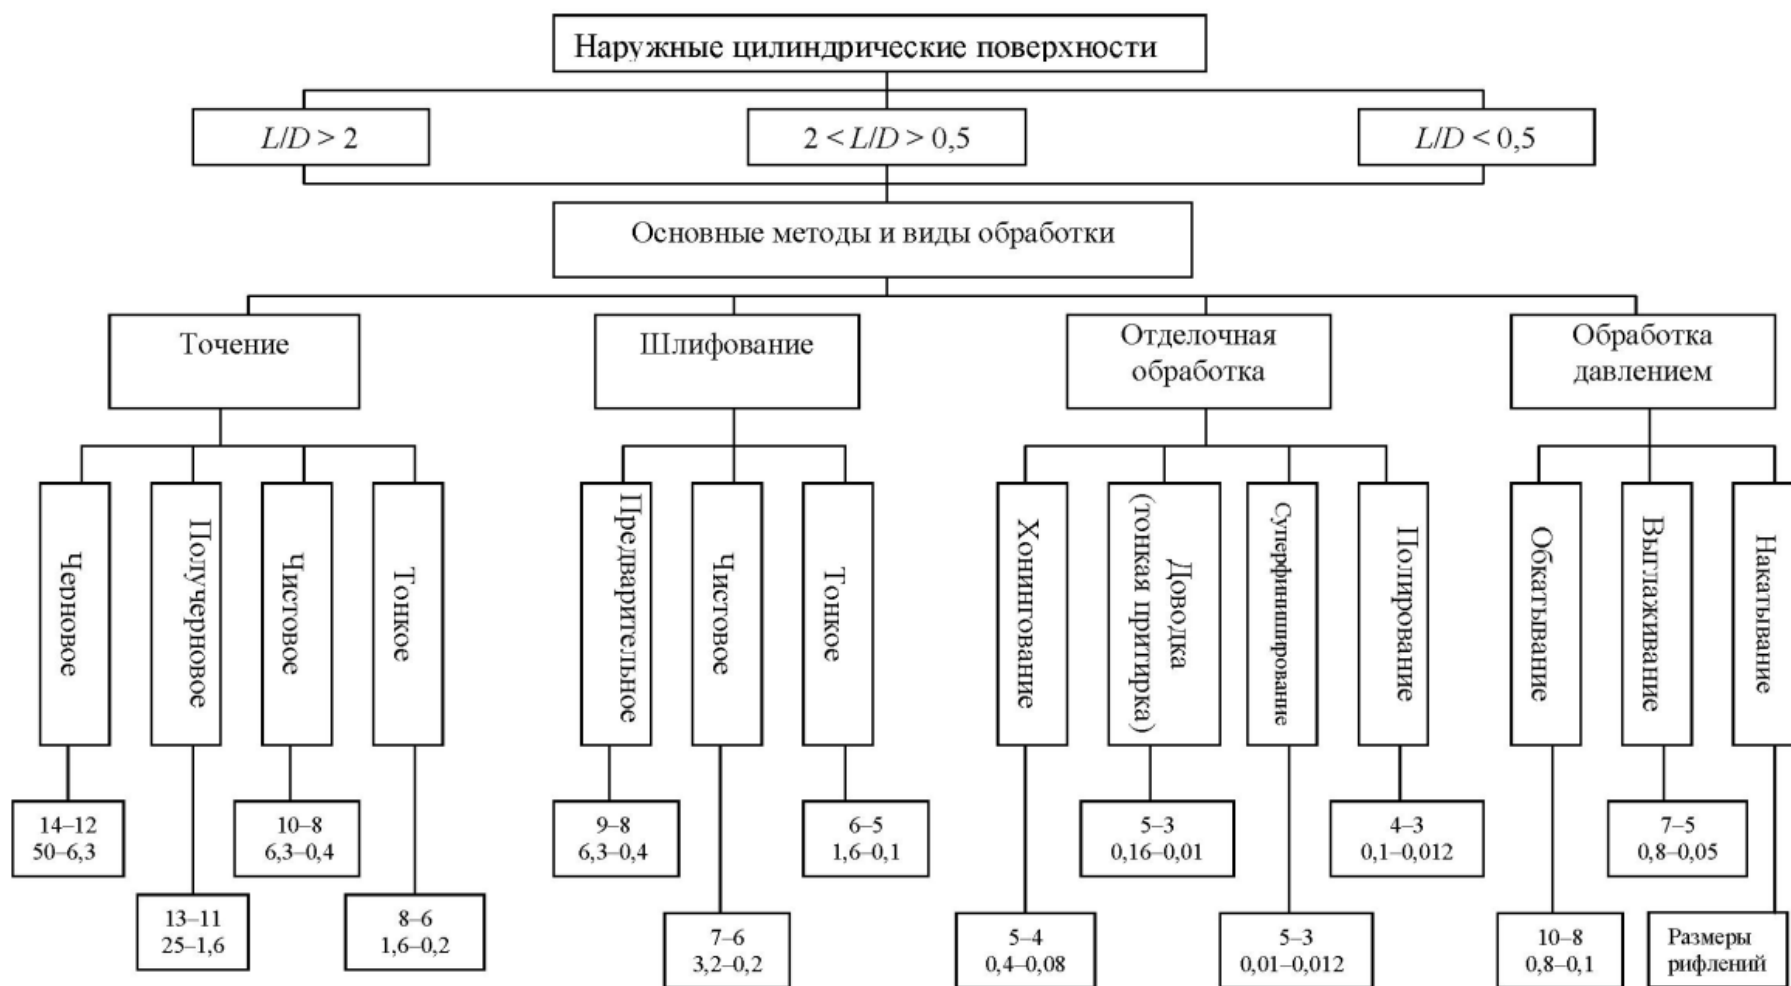 Наружные цилиндрические поверхности
L/D > 2
2 < L/D > 0,5
L/D < 0,5
Основные методы и виды обработки
Точение
Шлифование
Отделочная
обработка
Обработка
давлением
Черновое
Получерновое
Чистовое
Тонкое
Предварительное
Чистовое
Тонкое
Хонингование
Доводка
(тонкая притирка)
Суперфиниширование
Полирование
Обкатывание
Выглаживание
Накатывание
14–12
50–6,3
13–11
25–1,6
10–8
6,3–0,4
8–6
1,6–0,2
9–8
6,3–0,4
7–6
3,2–0,2
6–5
1,6–0,1
5–4
0,4–0,08
5–3
0,16–0,01
5–3
0,01–0,012
4–3
0,1–0,012
10–8
0,8–0,1
7–5
0,8–0,05
Размеры
рифлений